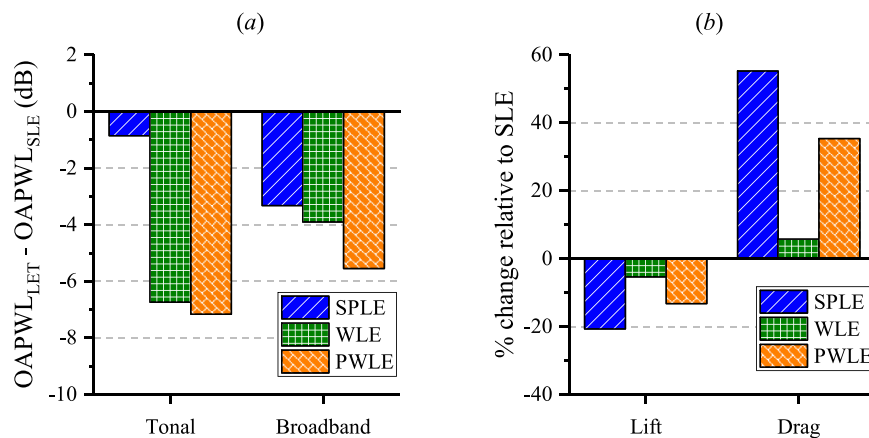 (a)
OAPWL_LET - OAPWL_SLE (dB)
2
0
-2
-4
-6
-8
-10
SPLE
WLE
PWLE
Tonal
Broadband
(b)
% change relative to SLE
60
40
20
0
-20
-40
SPLE
WLE
PWLE
Lift
Drag